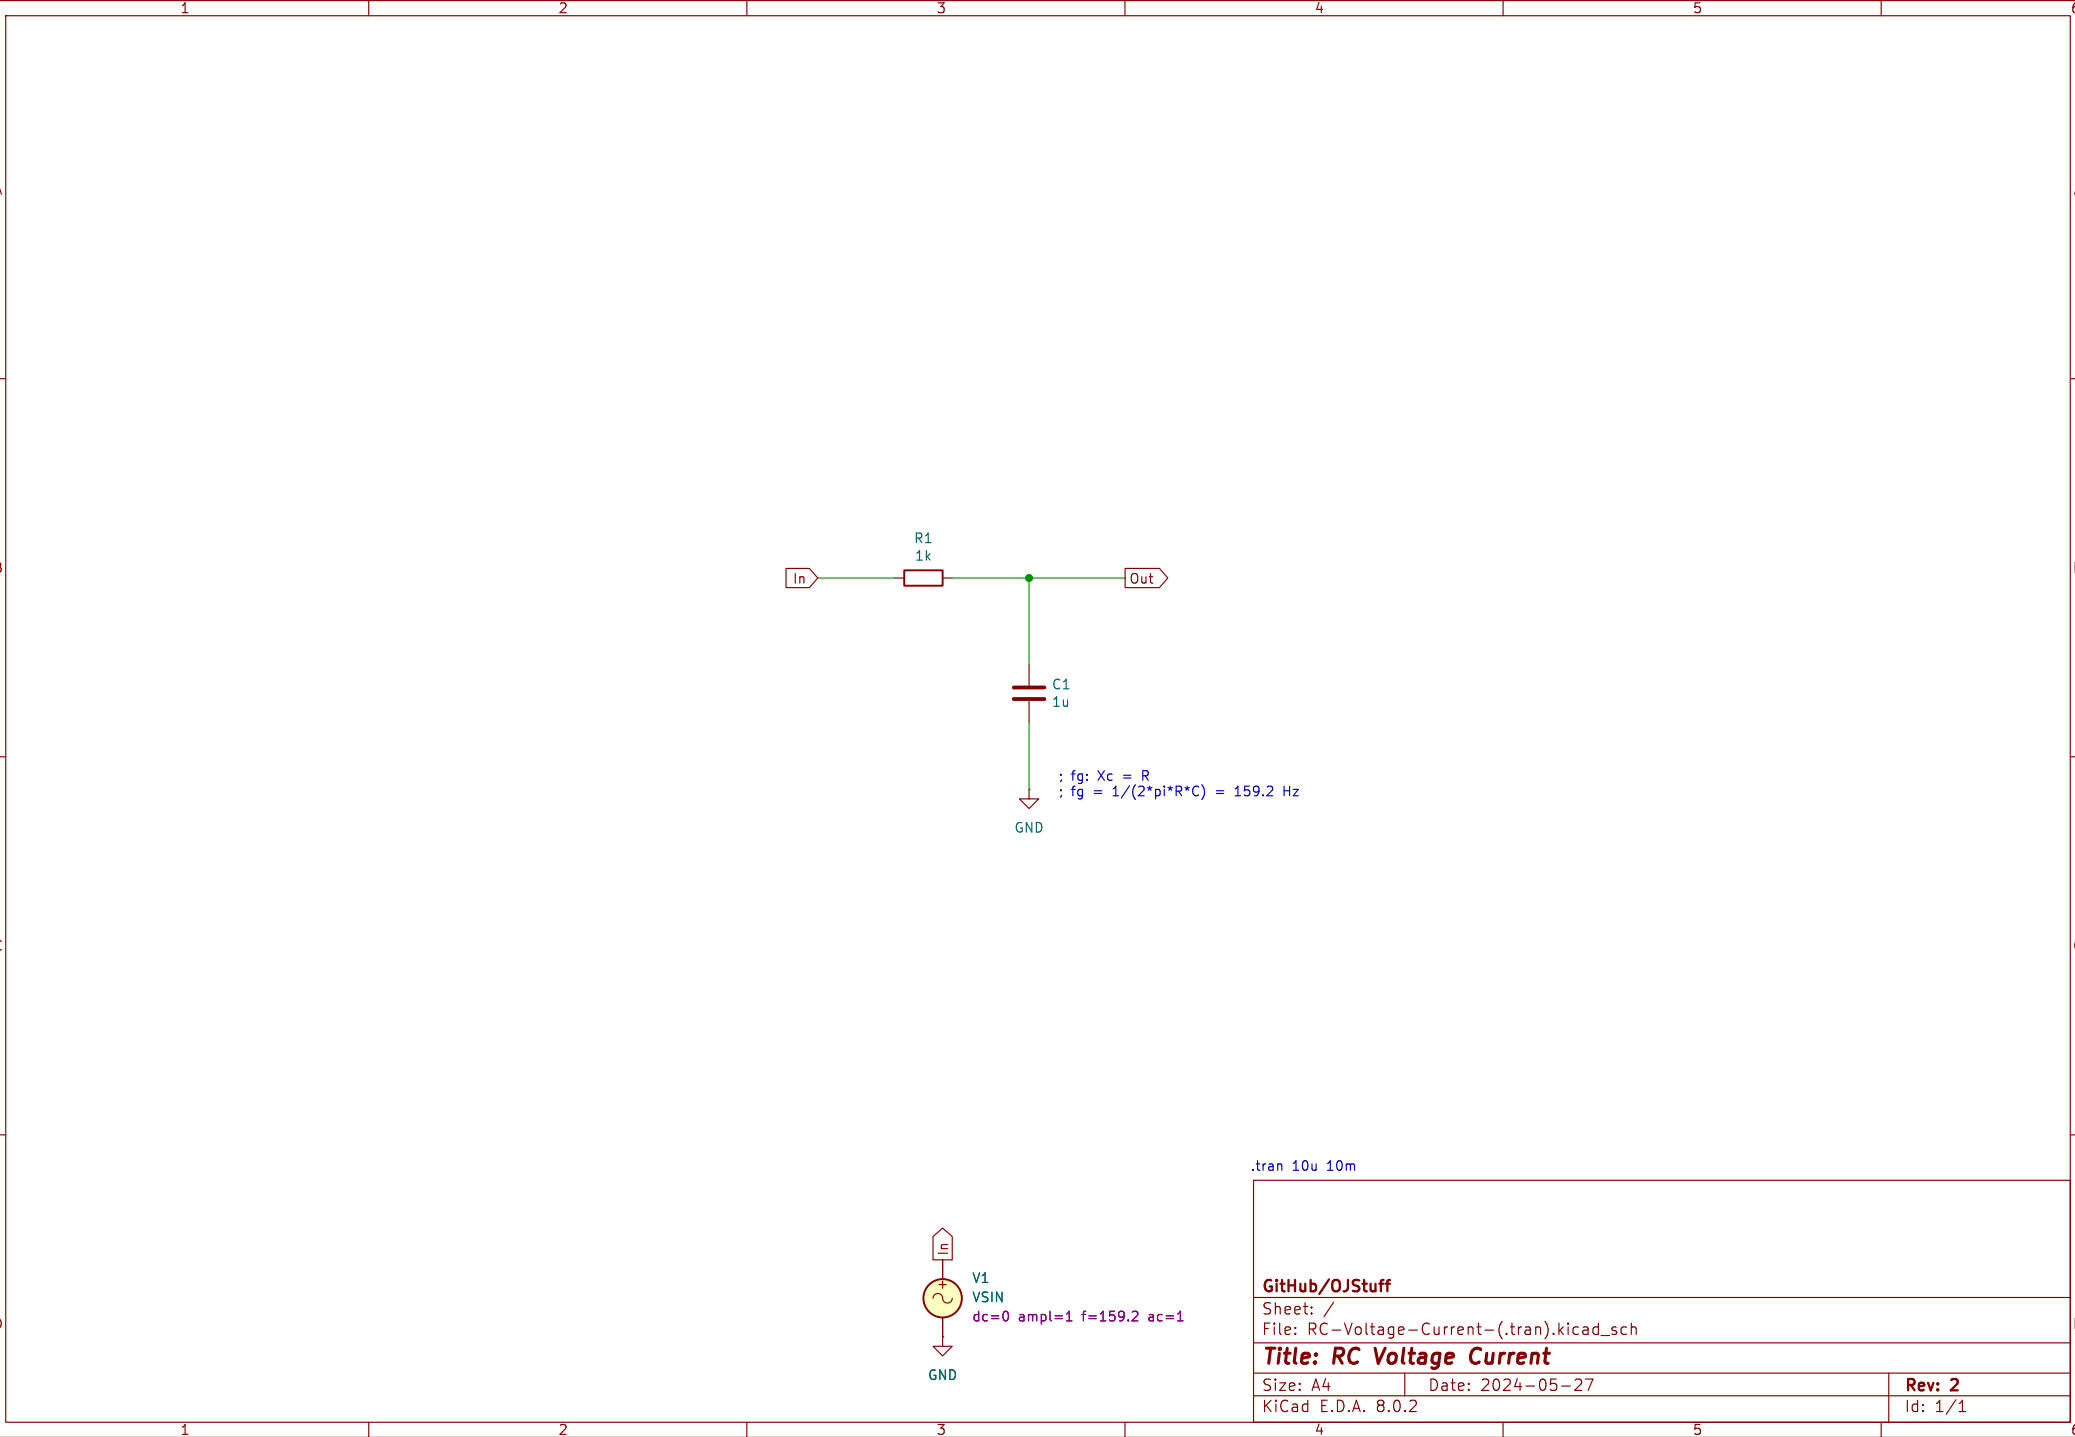 1 2 3 4 5 6
R1
1k
In
Out
C1
1u
; fg: Xc = R
; fg = 1/(2*pi*R*C) = 159.2 Hz
GND
.tran 10u 10m
In
V1
VSIN
dc=0 ampl=1 f=159.2 ac=1
GND
GitHub/OJStuff
Sheet: /
File: RC-Voltage-Current-(.tran).kicad_sch
Title: RC Voltage Current
Size: A4
Date: 2024-05-27
Rev: 2
KiCad E.D.A. 8.0.2
Id: 1/1
1 2 3 4 5 6